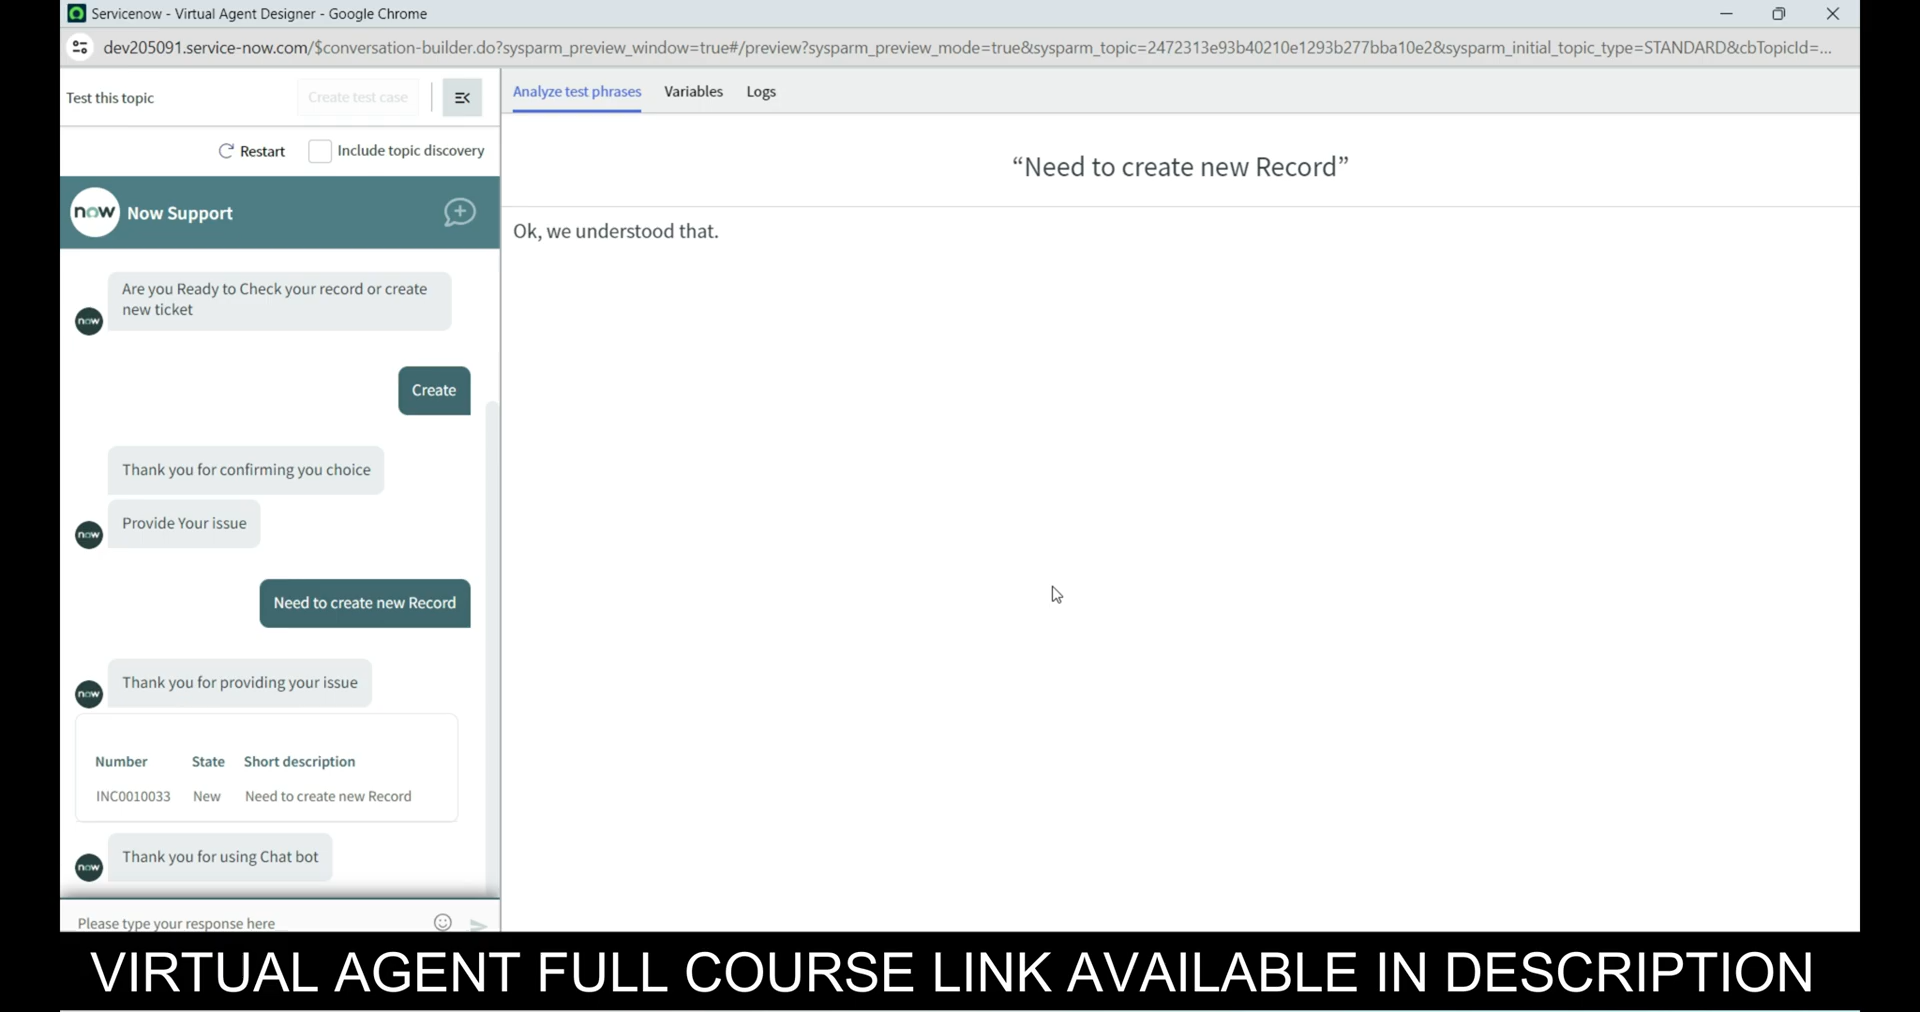 Servicenow - Virtual Agent Designer - Google Chrome
dev205091.service-now.com/$conversation-builder.do?sysparm_preview_window=true#/preview?sysparm_preview_mode=true&sysparm_topic=2472313e93b40210e1293b277bba10e2&sysparm_initial_topic_type=STANDARD&cbTopicId=...
Test this topic
Create test case
Analyze test phrases
Variables
Logs
Restart
Include topic discovery
now
Now Support
“Need to create new Record”
Ok, we understood that.
Are you Ready to Check your record or create
new ticket
now
Create
Thank you for confirming you choice
Provide Your issue
now
Need to create new Record
Thank you for providing your issue
now
Number State Short description
INC0010033 New Need to create new Record
Thank you for using Chat bot
now
Please type your response here
VIRTUAL AGENT FULL COURSE LINK AVAILABLE IN DESCRIPTION